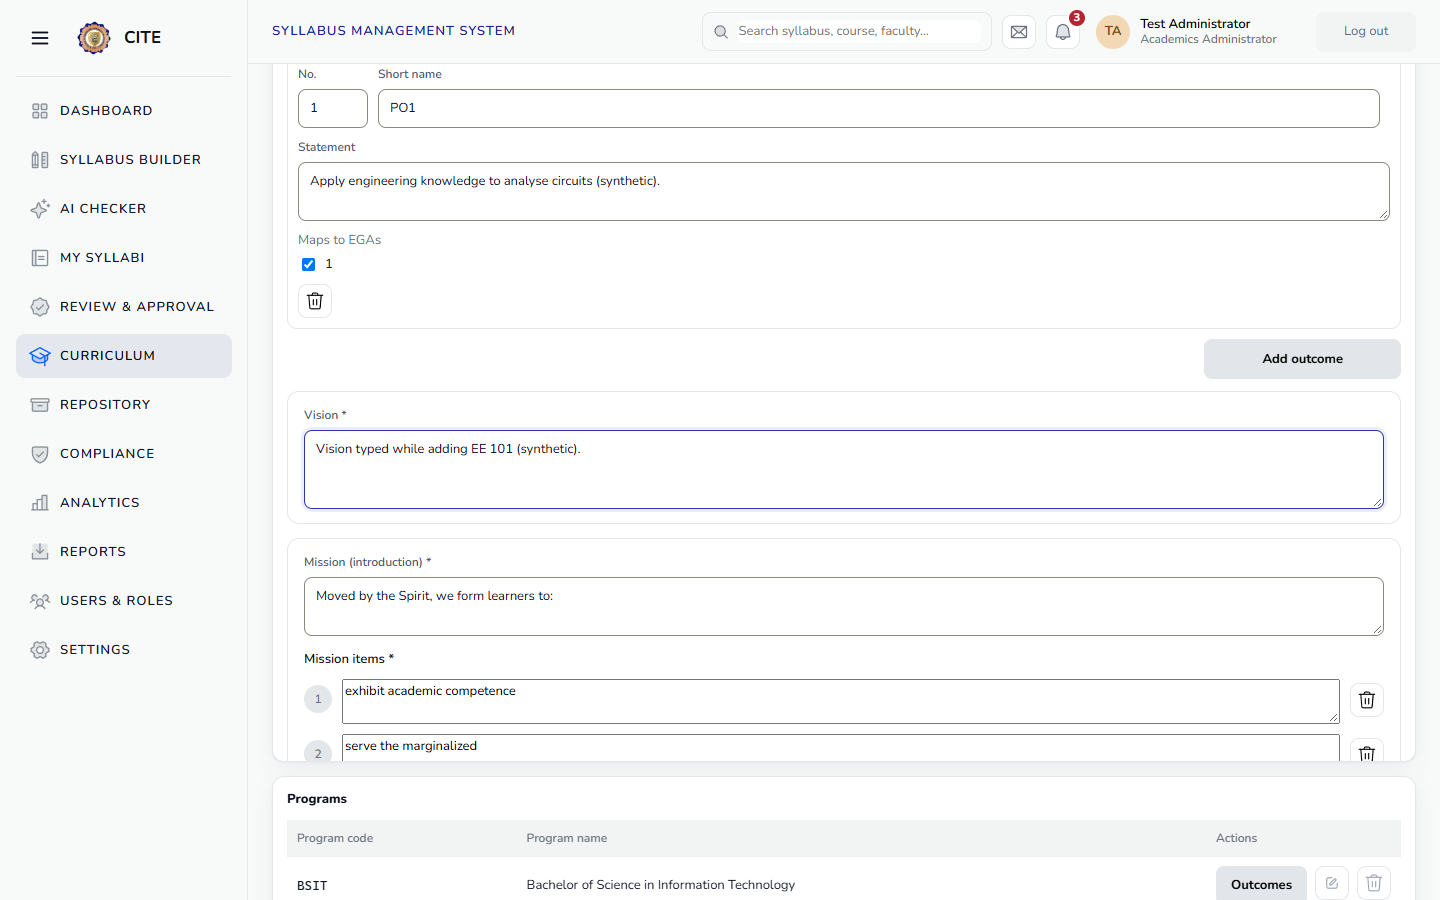 CITE
SYLLABUS MANAGEMENT SYSTEM
Search syllabus, course, faculty...
3
TA
Test Administrator
Academics Administrator
Log out
DASHBOARD
SYLLABUS BUILDER
AI CHECKER
MY SYLLABI
REVIEW & APPROVAL
CURRICULUM
REPOSITORY
COMPLIANCE
ANALYTICS
REPORTS
USERS & ROLES
SETTINGS
No.
Short name
1
PO1
Statement
Apply engineering knowledge to analyse circuits (synthetic).
Maps to EGAs
1
Add outcome
Vision *
Vision typed while adding EE 101 (synthetic).
Mission (introduction) *
Moved by the Spirit, we form learners to:
Mission items *
1
exhibit academic competence
2
serve the marginalized
Programs
Program code
Program name
Actions
BSIT
Bachelor of Science in Information Technology
Outcomes